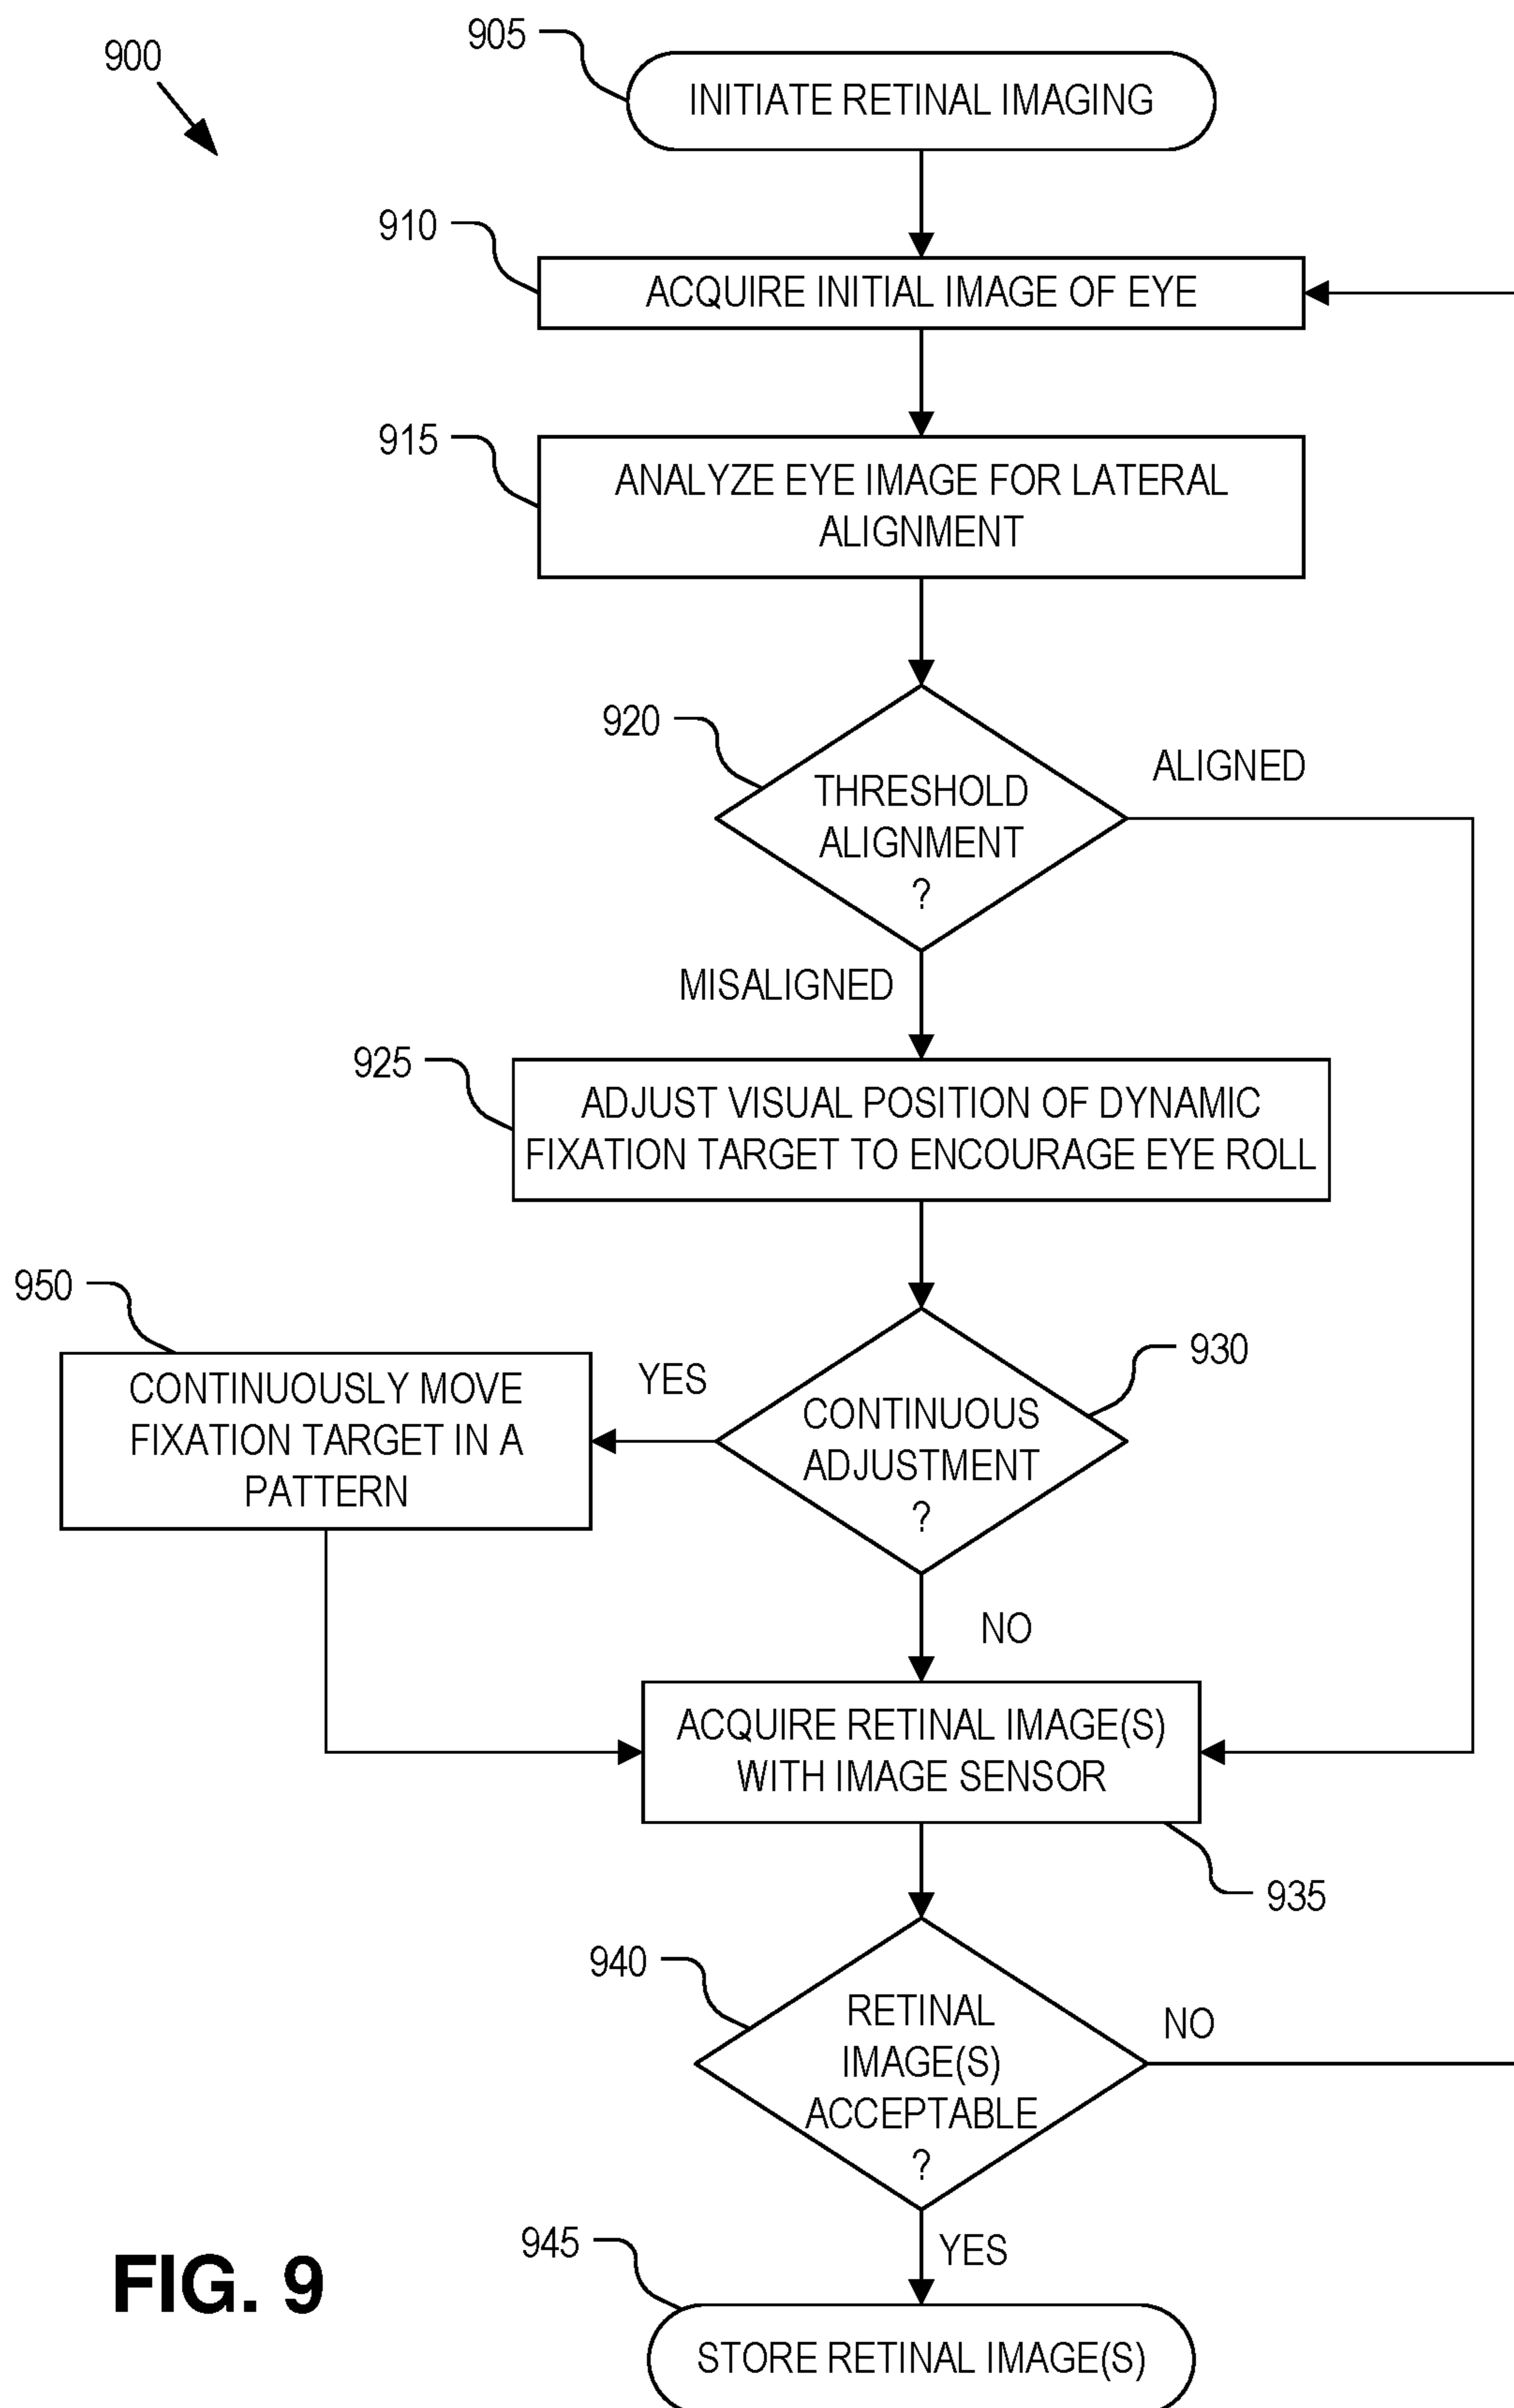 900
905
INITIATE RETINAL IMAGING
910
ACQUIRE INITIAL IMAGE OF EYE
915
ANALYZE EYE IMAGE FOR LATERAL
ALIGNMENT
920
THRESHOLD
ALIGNMENT
?
ALIGNED
MISALIGNED
925
ADJUST VISUAL POSITION OF DYNAMIC
FIXATION TARGET TO ENCOURAGE EYE ROLL
930
CONTINUOUS
ADJUSTMENT
?
YES
950
CONTINUOUSLY MOVE
FIXATION TARGET IN A
PATTERN
NO
ACQUIRE RETINAL IMAGE(S)
WITH IMAGE SENSOR
935
940
RETINAL
IMAGE(S)
ACCEPTABLE
?
NO
YES
945
STORE RETINAL IMAGE(S)
FIG. 9